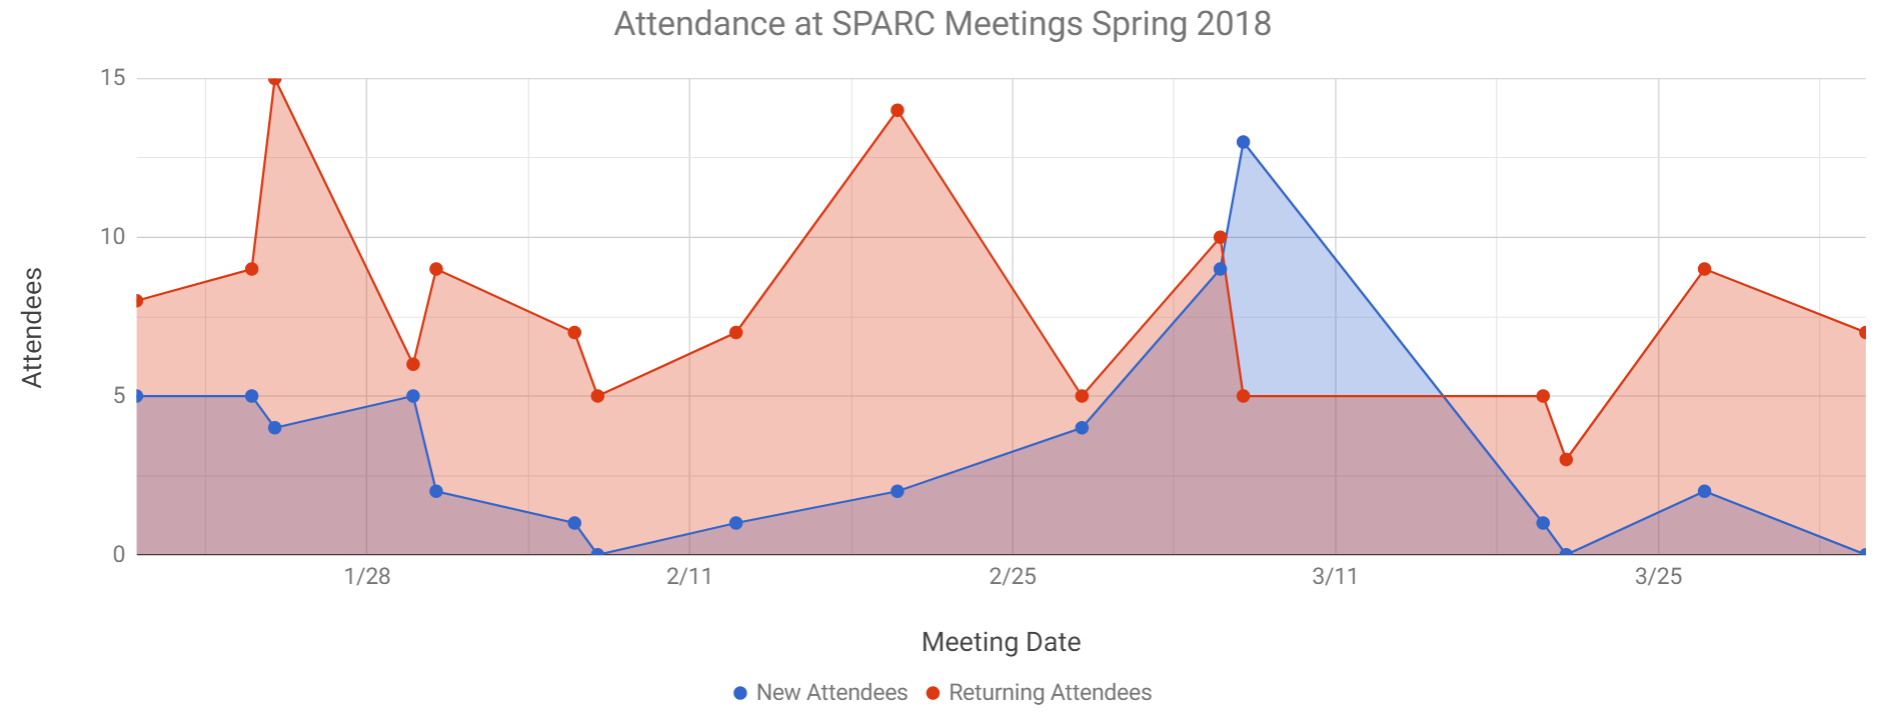 Attendance at SPARC Meetings Spring 2018
15
10
5
0
Attendees
1/28 2/11 2/25 3/11 3/25
Meeting Date
New Attendees Returning Attendees